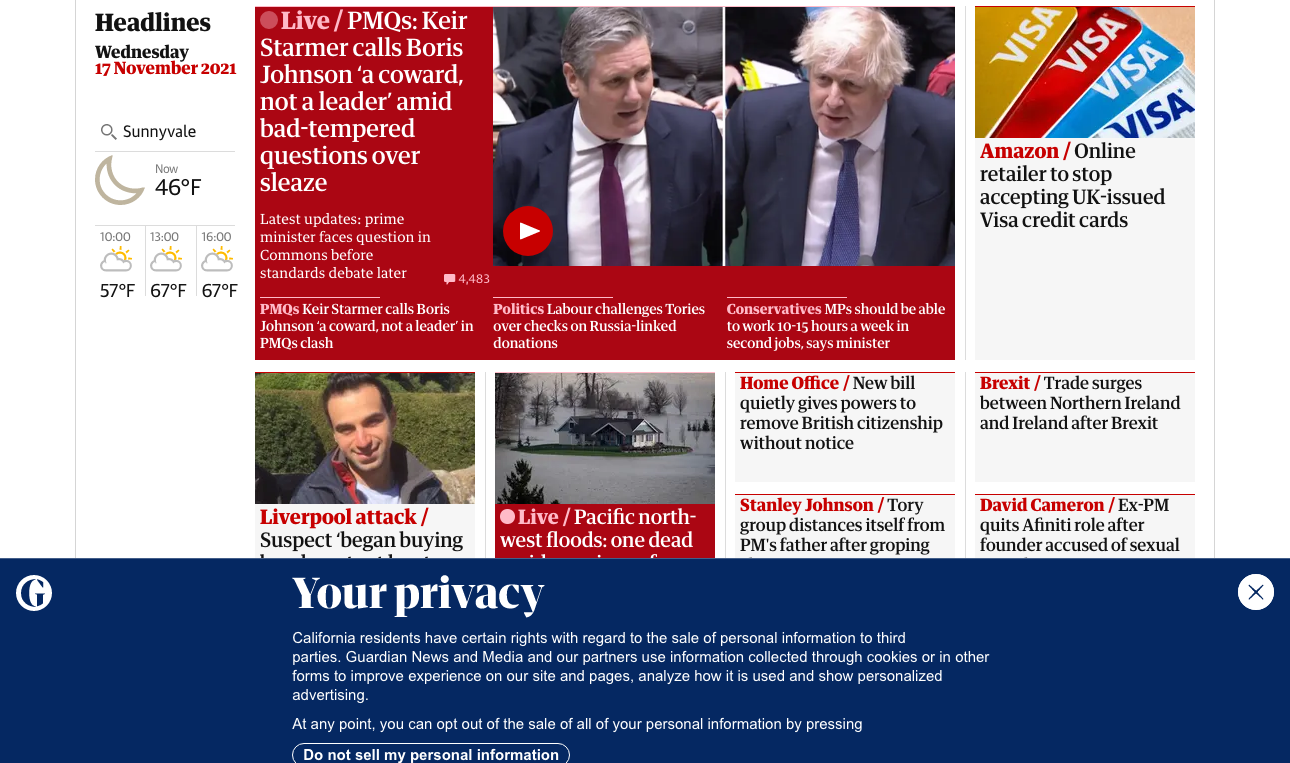 Headlines
Wednesday
17 November 2021
Sunnyvale
Now
46°F
10:00
13:00
16:00
57°F
67°F
67°F
Live / PMQs: Keir
Starmer calls Boris
Johnson ‘a coward,
not a leader’ amid
bad-tempered
questions over
sleaze
Latest updates: prime
minister faces question in
Commons before
standards debate later
4,483
PMQs Keir Starmer calls Boris
Johnson ‘a coward, not a leader’ in
PMQs clash
Politics Labour challenges Tories
over checks on Russia-linked
donations
Conservatives MPs should be able
to work 10-15 hours a week in
second jobs, says minister
VISA
VISA
VISA
VISA
Amazon / Online
retailer to stop
accepting UK-issued
Visa credit cards
Liverpool attack /
Suspect ‘began buying
Live / Pacific north-
west floods: one dead
Home Office / New bill
quietly gives powers to
remove British citizenship
without notice
Brexit / Trade surges
between Northern Ireland
and Ireland after Brexit
Stanley Johnson / Tory
group distances itself from
PM's father after groping
David Cameron / Ex-PM
quits Afiniti role after
founder accused of sexual
G
Your privacy
California residents have certain rights with regard to the sale of personal information to third
parties. Guardian News and Media and our partners use information collected through cookies or in other
forms to improve experience on our site and pages, analyze how it is used and show personalized
advertising.
At any point, you can opt out of the sale of all of your personal information by pressing
Do not sell my personal information